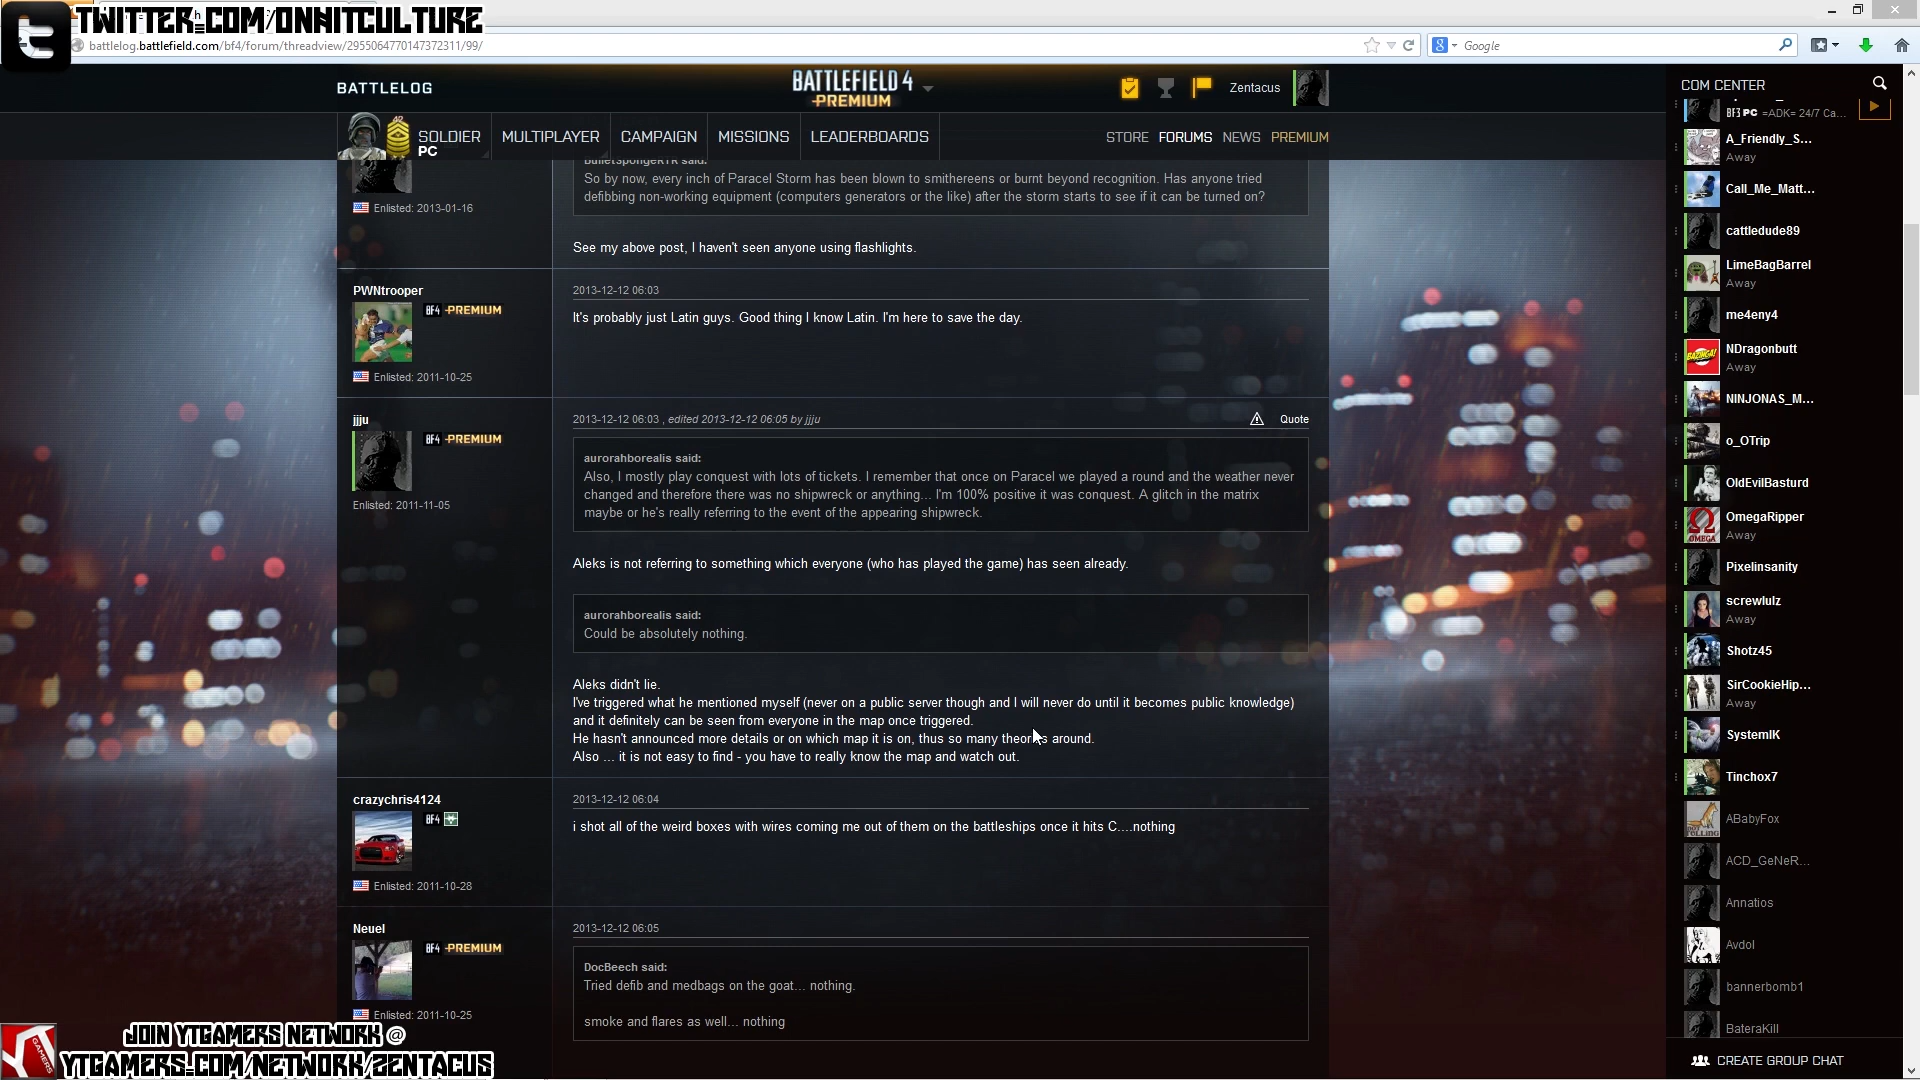 TWITTER.COM/ONHITCULTURE
battlelog.battlefield.com/bf4/forum/threadview/2955064770147372311/99/
Google
BATTLELOG
BATTLEFIELD 4
PREMIUM
Zentacus
42
SOLDIER
PC
MULTIPLAYER
CAMPAIGN
MISSIONS
LEADERBOARDS
STORE FORUMS NEWS PREMIUM
BulletspongeRTR said:
So by now, every inch of Paracel Storm has been blown to smithereens or burnt beyond recognition. Has anyone tried
defibbing non-working equipment (computers generators or the like) after the storm starts to see if it can be turned on?
Enlisted: 2013-01-16
See my above post, I haven't seen anyone using flashlights.
PWNtrooper
BF4 PREMIUM
Enlisted: 2011-10-25
2013-12-12 06:03
It's probably just Latin guys. Good thing I know Latin. I'm here to save the day.
jjju
BF4 PREMIUM
Enlisted: 2011-11-05
2013-12-12 06:03 , edited 2013-12-12 06:05 by jjju
Quote
aurorahborealis said:
Also, I mostly play conquest with lots of tickets. I remember that once on Paracel we played a round and the weather never
changed and therefore there was no shipwreck or anything... I'm 100% positive it was conquest. A glitch in the matrix
maybe or he's really referring to the event of the appearing shipwreck.
Aleks is not referring to something which everyone (who has played the game) has seen already.
aurorahborealis said:
Could be absolutely nothing.
Aleks didn't lie.
I've triggered what he mentioned myself (never on a public server though and I will never do until it becomes public knowledge)
and it definitely can be seen from everyone in the map once triggered.
He hasn't announced more details or on which map it is on, thus so many theories around.
Also ... it is not easy to find - you have to really know the map and watch out.
crazychris4124
BF4
Enlisted: 2011-10-28
2013-12-12 06:04
i shot all of the weird boxes with wires coming me out of them on the battleships once it hits C....nothing
Neuel
BF4 PREMIUM
Enlisted: 2011-10-25
2013-12-12 06:05
DocBeech said:
Tried defib and medbags on the goat... nothing.
smoke and flares as well... nothing
COM CENTER
BF3 PC =ADK= 24/7 Ca...
A_Friendly_S...
Away
Call_Me_Matt...
cattledude89
LimeBagBarrel
Away
me4eny4
BAZINGA!
NDragonbutt
Away
NINJONAS_M...
o_OTrip
OldEvilBasturd
OMEGA
OmegaRipper
Away
Pixelinsanity
screwlulz
Away
Shotz45
SirCookieHip...
Away
SystemIK
Tinchox7
ABabyFox
ACD_GeNeR...
Annatios
Avdol
bannerbomb1
BateraKill
CREATE GROUP CHAT
GAMERS
JOIN YTGAMERS NETWORK @
YTGAMERS.COM/NETWORK/ZENTACUS